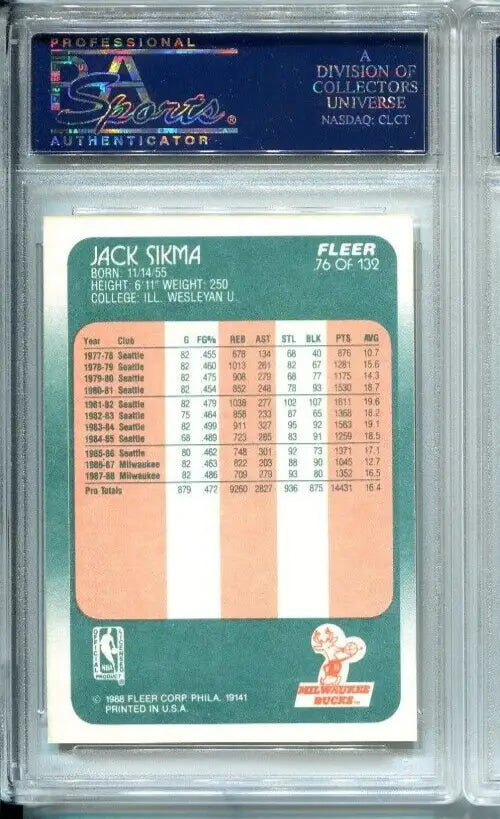 PROFESSIONAL
PSA
Sports®
AUTHENTICATOR
A
DIVISION OF
COLLECTORS
UNIVERSE
NASDAQ: CLCT
JACK SIKMA
BORN: 11/14/55
HEIGHT: 6'11" WEIGHT: 250
COLLEGE: ILL. WESLEYAN U.
FLEER
76 OF 132
Year Club G FG% REB AST STL BLK PTS AVG
1977-78 Seattle 82 .455 678 134 68 40 876 10.7
1978-79 Seattle 82 .460 1013 261 82 67 1281 15.6
1979-80 Seattle 82 .475 908 279 68 77 1175 14.3
1980-81 Seattle 82 .454 852 248 78 93 1530 18.7
1981-82 Seattle 82 .479 1038 277 102 107 1611 19.6
1982-83 Seattle 75 .464 858 233 87 65 1368 18.2
1983-84 Seattle 82 .499 911 327 95 92 1563 19.1
1984-85 Seattle 68 .489 723 285 83 91 1259 18.5
1985-86 Seattle 80 .462 748 301 92 73 1371 17.1
1986-87 Milwaukee 82 .463 822 203 88 90 1045 12.7
1987-88 Milwaukee 82 .486 709 279 93 80 1352 16.5
Pro Totals 879 .472 9260 2827 936 875 14431 16.4
OFFICIAL LICENSED
NBA
PRODUCT
MILWAUKEE
BUCKS™
© 1988 FLEER CORP. PHILA. 19141
PRINTED IN U.S.A.